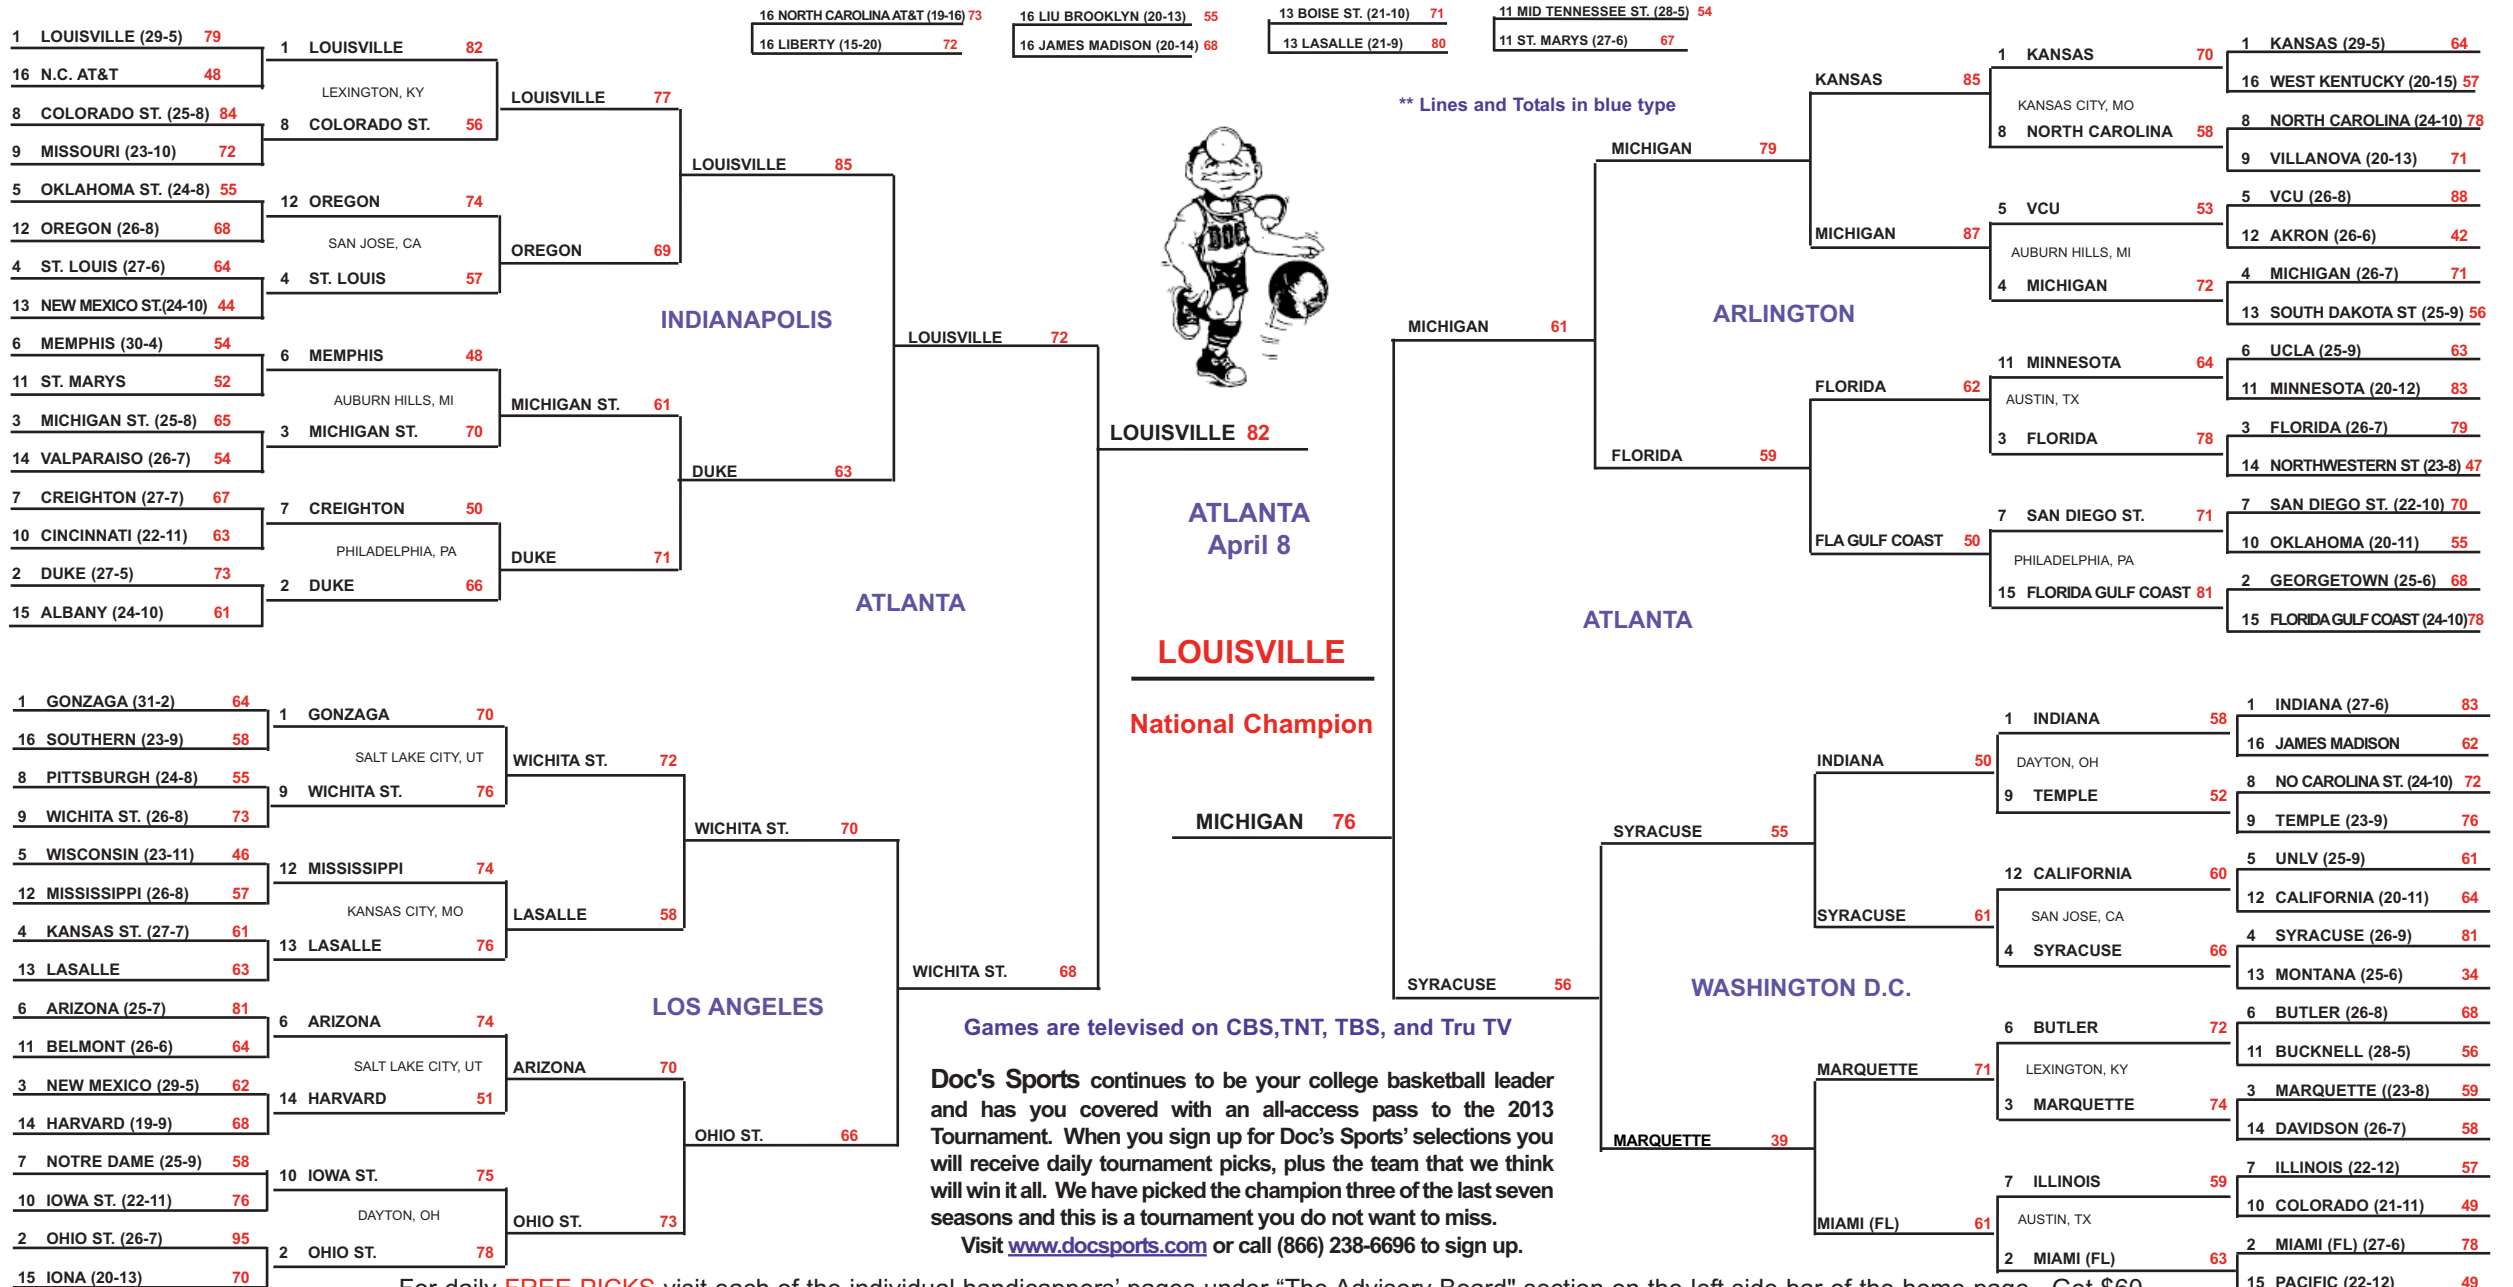 16 NORTH CAROLINA AT&T (19-16) 73
16 LIBERTY (15-20) 72
16 LIU BROOKLYN (20-13) 55
16 JAMES MADISON (20-14) 68
13 BOISE ST. (21-10) 71
13 LASALLE (21-9) 80
11 MID TENNESSEE ST. (28-5) 54
11 ST. MARYS (27-6) 67
1 LOUISVILLE (29-5) 79
16 N.C. AT&T 48
8 COLORADO ST. (25-8) 84
9 MISSOURI (23-10) 72
5 OKLAHOMA ST. (24-8) 55
12 OREGON (26-8) 68
4 ST. LOUIS (27-6) 64
13 NEW MEXICO ST.(24-10) 44
6 MEMPHIS (30-4) 54
11 ST. MARYS 52
3 MICHIGAN ST. (25-8) 65
14 VALPARAISO (26-7) 54
7 CREIGHTON (27-7) 67
10 CINCINNATI (22-11) 63
2 DUKE (27-5) 73
15 ALBANY (24-10) 61
1 LOUISVILLE 82
LEXINGTON, KY
8 COLORADO ST. 56
12 OREGON 74
SAN JOSE, CA
4 ST. LOUIS 57
6 MEMPHIS 48
AUBURN HILLS, MI
3 MICHIGAN ST. 70
7 CREIGHTON 50
PHILADELPHIA, PA
2 DUKE 66
LOUISVILLE 77
OREGON 69
MICHIGAN ST. 61
DUKE 71
LOUISVILLE 85
INDIANAPOLIS
DUKE 63
LOUISVILLE 72
ATLANTA
** Lines and Totals in blue type
DOC
LOUISVILLE 82
ATLANTA
April 8
LOUISVILLE
National Champion
MICHIGAN 76
1 KANSAS (29-5) 64
16 WEST KENTUCKY (20-15) 57
8 NORTH CAROLINA (24-10) 78
9 VILLANOVA (20-13) 71
5 VCU (26-8) 88
12 AKRON (26-6) 42
4 MICHIGAN (26-7) 71
13 SOUTH DAKOTA ST (25-9) 56
6 UCLA (25-9) 63
11 MINNESOTA (20-12) 83
3 FLORIDA (26-7) 79
14 NORTHWESTERN ST (23-8) 47
7 SAN DIEGO ST. (22-10) 70
10 OKLAHOMA (20-11) 55
2 GEORGETOWN (25-6) 68
15 FLORIDA GULF COAST (24-10)78
1 KANSAS 70
KANSAS CITY, MO
8 NORTH CAROLINA 58
5 VCU 53
AUBURN HILLS, MI
4 MICHIGAN 72
11 MINNESOTA 64
AUSTIN, TX
3 FLORIDA 78
7 SAN DIEGO ST. 71
PHILADELPHIA, PA
15 FLORIDA GULF COAST 81
KANSAS 85
MICHIGAN 87
FLORIDA 62
FLA GULF COAST 50
MICHIGAN 79
ARLINGTON
FLORIDA 59
MICHIGAN 61
ATLANTA
1 GONZAGA (31-2) 64
16 SOUTHERN (23-9) 58
8 PITTSBURGH (24-8) 55
9 WICHITA ST. (26-8) 73
5 WISCONSIN (23-11) 46
12 MISSISSIPPI (26-8) 57
4 KANSAS ST. (27-7) 61
13 LASALLE 63
6 ARIZONA (25-7) 81
11 BELMONT (26-6) 64
3 NEW MEXICO (29-5) 62
14 HARVARD (19-9) 68
7 NOTRE DAME (25-9) 58
10 IOWA ST. (22-11) 76
2 OHIO ST. (26-7) 95
15 IONA (20-13) 70
1 GONZAGA 70
SALT LAKE CITY, UT
9 WICHITA ST. 76
12 MISSISSIPPI 74
KANSAS CITY, MO
13 LASALLE 76
6 ARIZONA 74
SALT LAKE CITY, UT
14 HARVARD 51
10 IOWA ST. 75
DAYTON, OH
2 OHIO ST. 78
WICHITA ST. 72
LASALLE 58
ARIZONA 70
OHIO ST. 73
WICHITA ST. 70
LOS ANGELES
OHIO ST. 66
WICHITA ST. 68
1 INDIANA (27-6) 83
16 JAMES MADISON 62
8 NO CAROLINA ST. (24-10) 72
9 TEMPLE (23-9) 76
5 UNLV (25-9) 61
12 CALIFORNIA (20-11) 64
4 SYRACUSE (26-9) 81
13 MONTANA (25-6) 34
6 BUTLER (26-8) 68
11 BUCKNELL (28-5) 56
3 MARQUETTE ((23-8) 59
14 DAVIDSON (26-7) 58
7 ILLINOIS (22-12) 57
10 COLORADO (21-11) 49
2 MIAMI (FL) (27-6) 78
15 PACIFIC (22-12) 49
1 INDIANA 58
DAYTON, OH
9 TEMPLE 52
12 CALIFORNIA 60
SAN JOSE, CA
4 SYRACUSE 66
6 BUTLER 72
LEXINGTON, KY
3 MARQUETTE 74
7 ILLINOIS 59
AUSTIN, TX
2 MIAMI (FL) 63
INDIANA 50
SYRACUSE 61
MARQUETTE 71
MIAMI (FL) 61
SYRACUSE 55
WASHINGTON D.C.
MARQUETTE 39
SYRACUSE 56
Games are televised on CBS,TNT, TBS, and Tru TV
Doc's Sports continues to be your college basketball leader
and has you covered with an all-access pass to the 2013
Tournament. When you sign up for Doc's Sports' selections you
will receive daily tournament picks, plus the team that we think
will win it all. We have picked the champion three of the last seven
seasons and this is a tournament you do not want to miss.
Visit www.docsports.com or call (866) 238-6696 to sign up.
For daily FREE PICKS visit each of the individual handicappers' pages under "The Advisory Board" section on the left side bar of the home page. Get $60